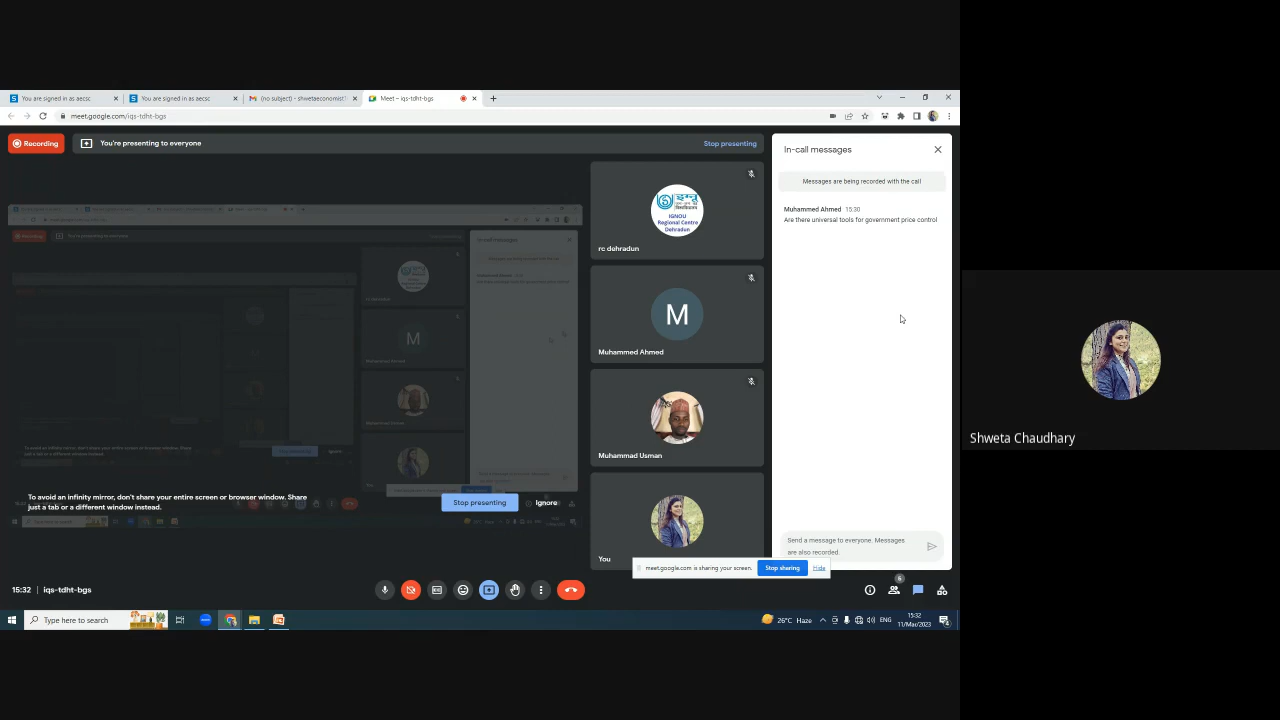 You are signed in as aecsc
You are signed in as aecsc
(no subject) - shwetaeconomist
Meet – iqs-tdht-bgs
meet.google.com/iqs-tdht-bgs
Recording
You're presenting to everyone
Stop presenting
In-call messages
Messages are being recorded with the call
Muhammed Ahmed 15:30
Are there universal tools for government price control
इग्नू
IGNOU
Regional Centre
Dehradun
rc dehradun
M
Muhammed Ahmed
Muhammad Usman
You
To avoid an infinity mirror, don't share your entire screen or browser window. Share
just a tab or a different window instead.
Stop presenting
Ignore
Send a message to everyone. Messages
are also recorded.
meet.google.com is sharing your screen.
Stop sharing
Hide
15:32 | iqs-tdht-bgs
6
Type here to search
26°C Haze
ENG
15:32
11/Mar/2023
Shweta Chaudhary